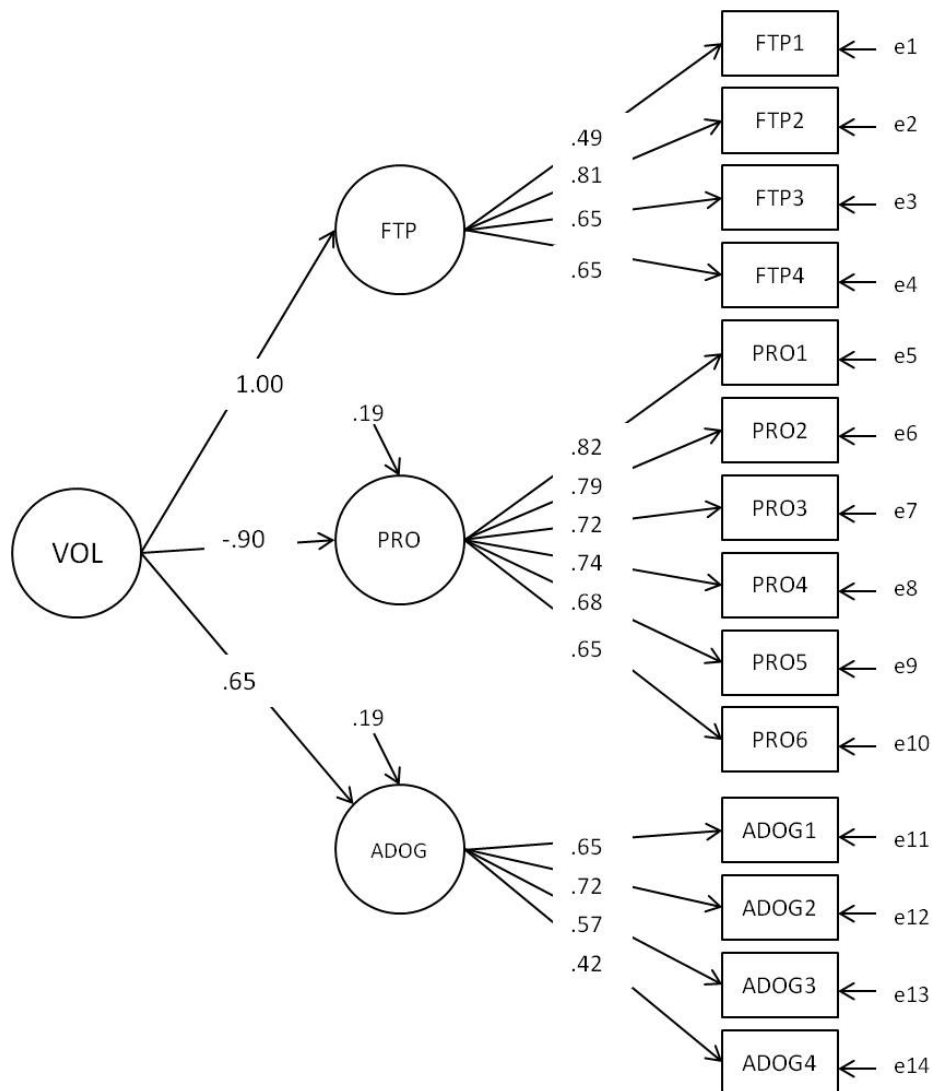 FTP1
e1
FTP2
e2
FTP3
e3
FTP4
e4
FTP
.49
.81
.65
.65
1.00
PRO1
e5
PRO2
e6
PRO3
e7
PRO4
e8
PRO5
e9
PRO6
e10
.19
PRO
.82
.79
.72
.74
.68
.65
VOL
-.90
.65
.19
ADOG
.65
.72
.57
.42
ADOG1
e11
ADOG2
e12
ADOG3
e13
ADOG4
e14